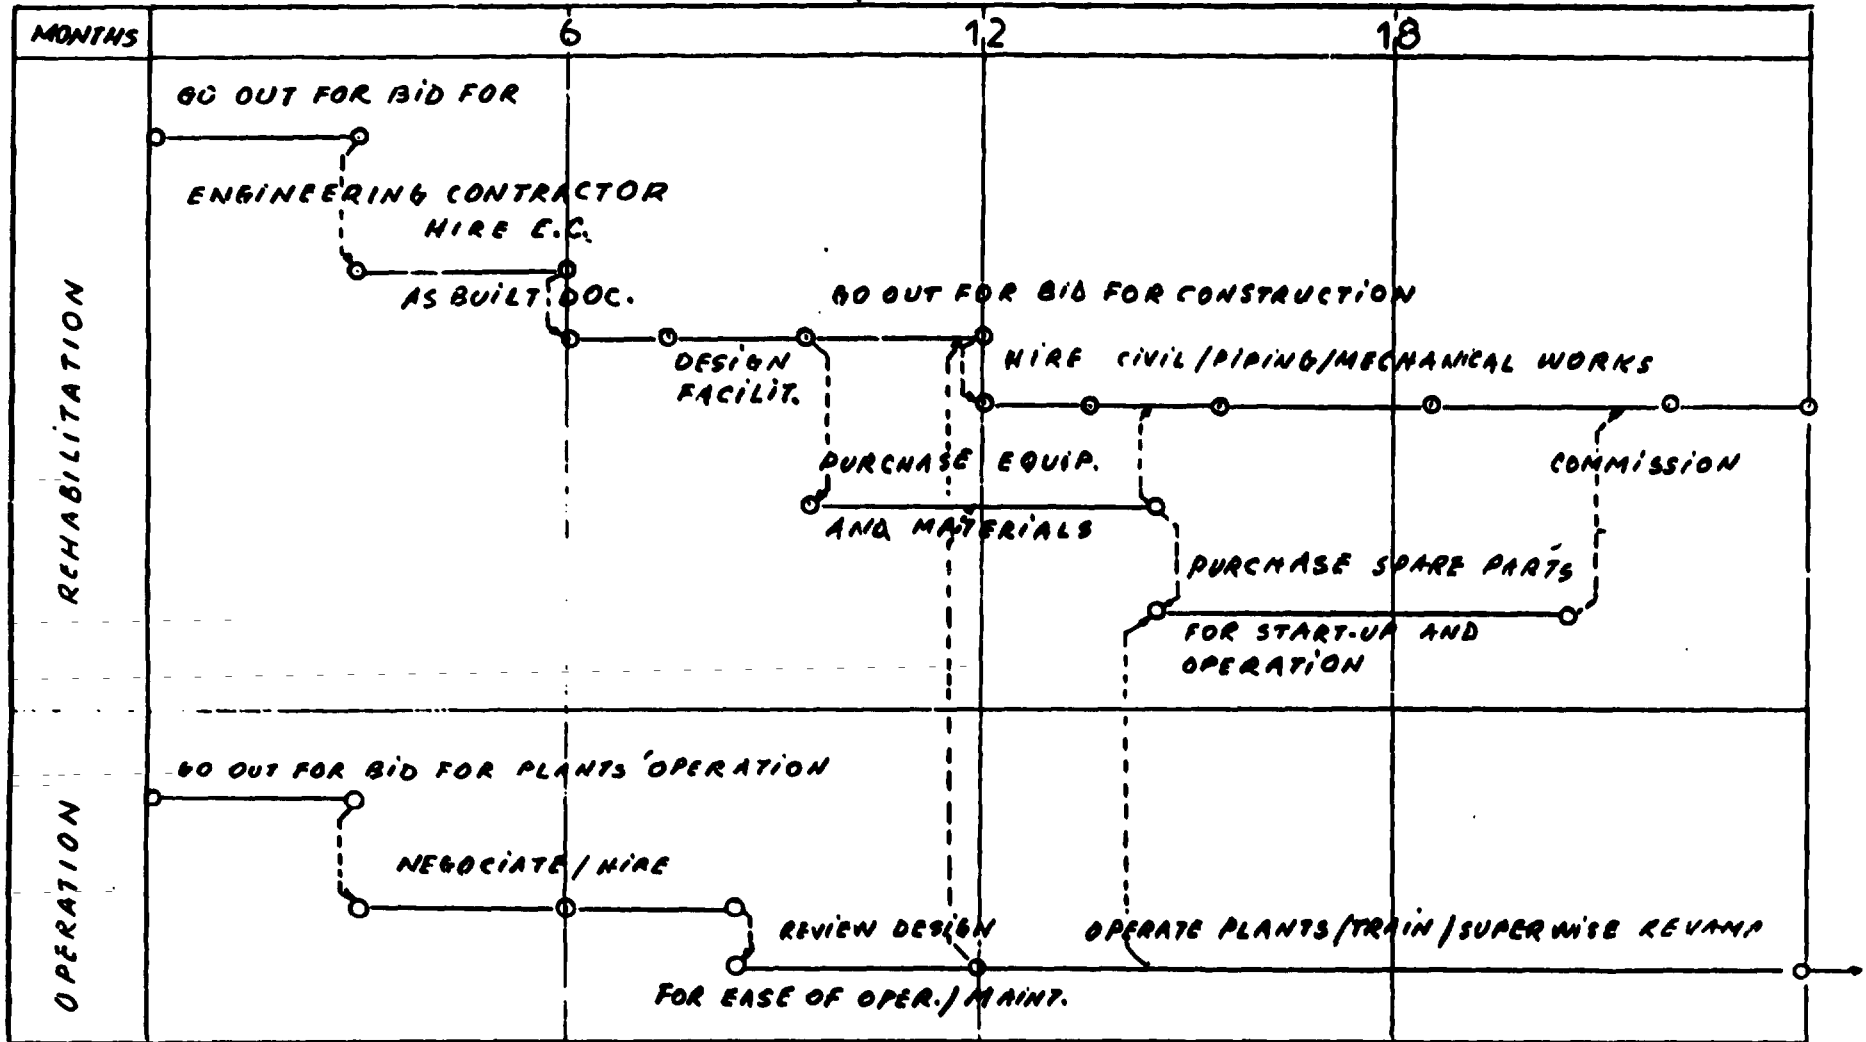 MONTHS 6 12 18
GO OUT FOR BID FOR
ENGINEERING CONTRACTOR
HIRE E.C.
AS BUILT DOC.
GO OUT FOR BID FOR CONSTRUCTION
DESIGN
FACILIT.
HIRE CIVIL/PIPING/MECHANICAL WORKS
PURCHASE EQUIP.
AND MATERIALS
COMMISSION
PURCHASE SPARE PARTS
FOR START-UP AND
OPERATION
REHABILITATION
GO OUT FOR BID FOR PLANTS' OPERATION
NEGOCIATE/HIRE
REVIEW DESIGN
FOR EASE OF OPER./MAINT.
OPERATE PLANTS/TRAIN/SUPERWISE REVAMP
OPERATION